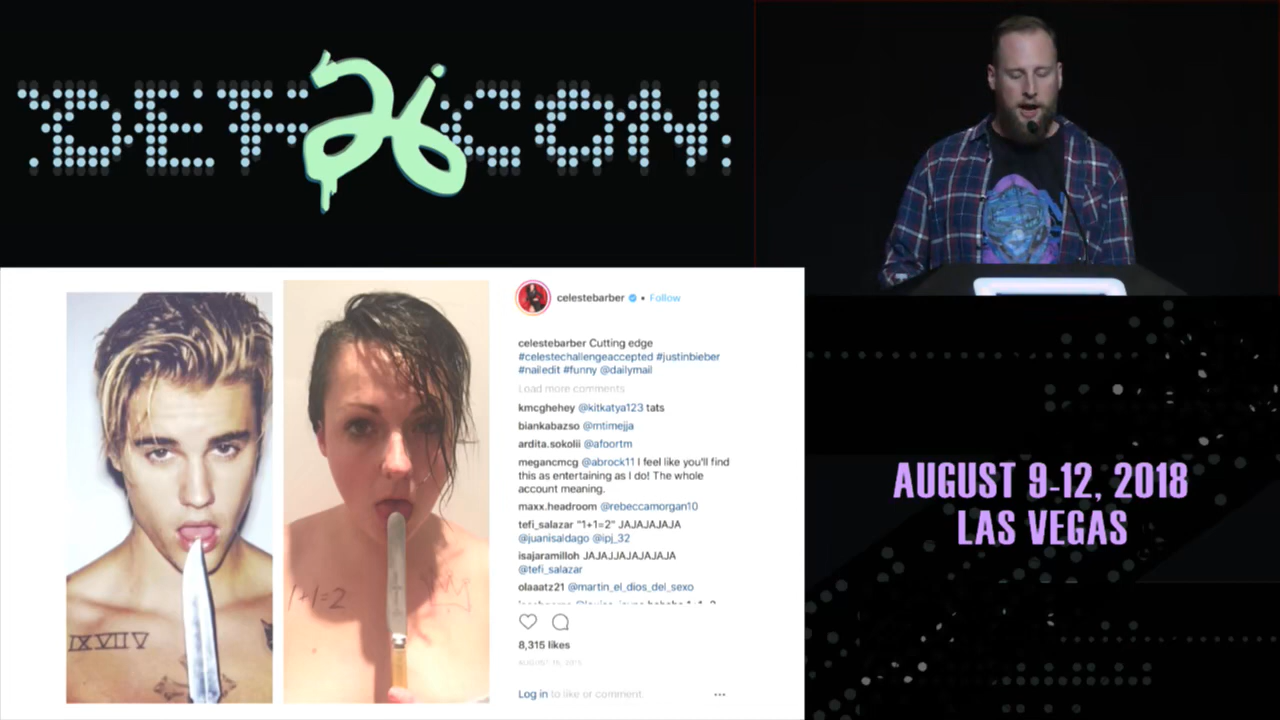 DEF CON 26
celestebarber • Follow
celestebarber Cutting edge
#celestechallengeaccepted #justinbieber
#nailedit #funny @dailymail
Load more comments
kmcghehey @kitkatya123 tats
biankabazso @mtimejja
ardita.sokolii @afoortm
megancmcg @abrock11 I feel like you'll find
this as entertaining as I do! The whole
account meaning.
maxx.headroom @rebeccamorgan10
tefi_salazar "1+1=2" JAJAJAJAJA
@juanisaldago @ipj_32
isajaramilloh JAJAJJAJAJAJAJA
@tefi_salazar
olaaatz21 @martin_el_dios_del_sexo
8,315 likes
Log in to like or comment.
IXVIIV
1+1=2
AUGUST 9-12, 2018
LAS VEGAS